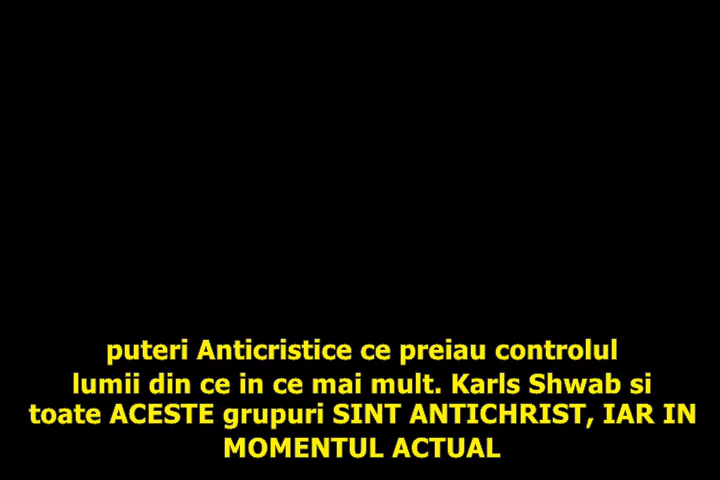 puteri Anticristice ce preiau controlul
lumii din ce in ce mai mult. Karls Shwab si
toate ACESTE grupuri SINT ANTICHRIST, IAR IN
MOMENTUL ACTUAL